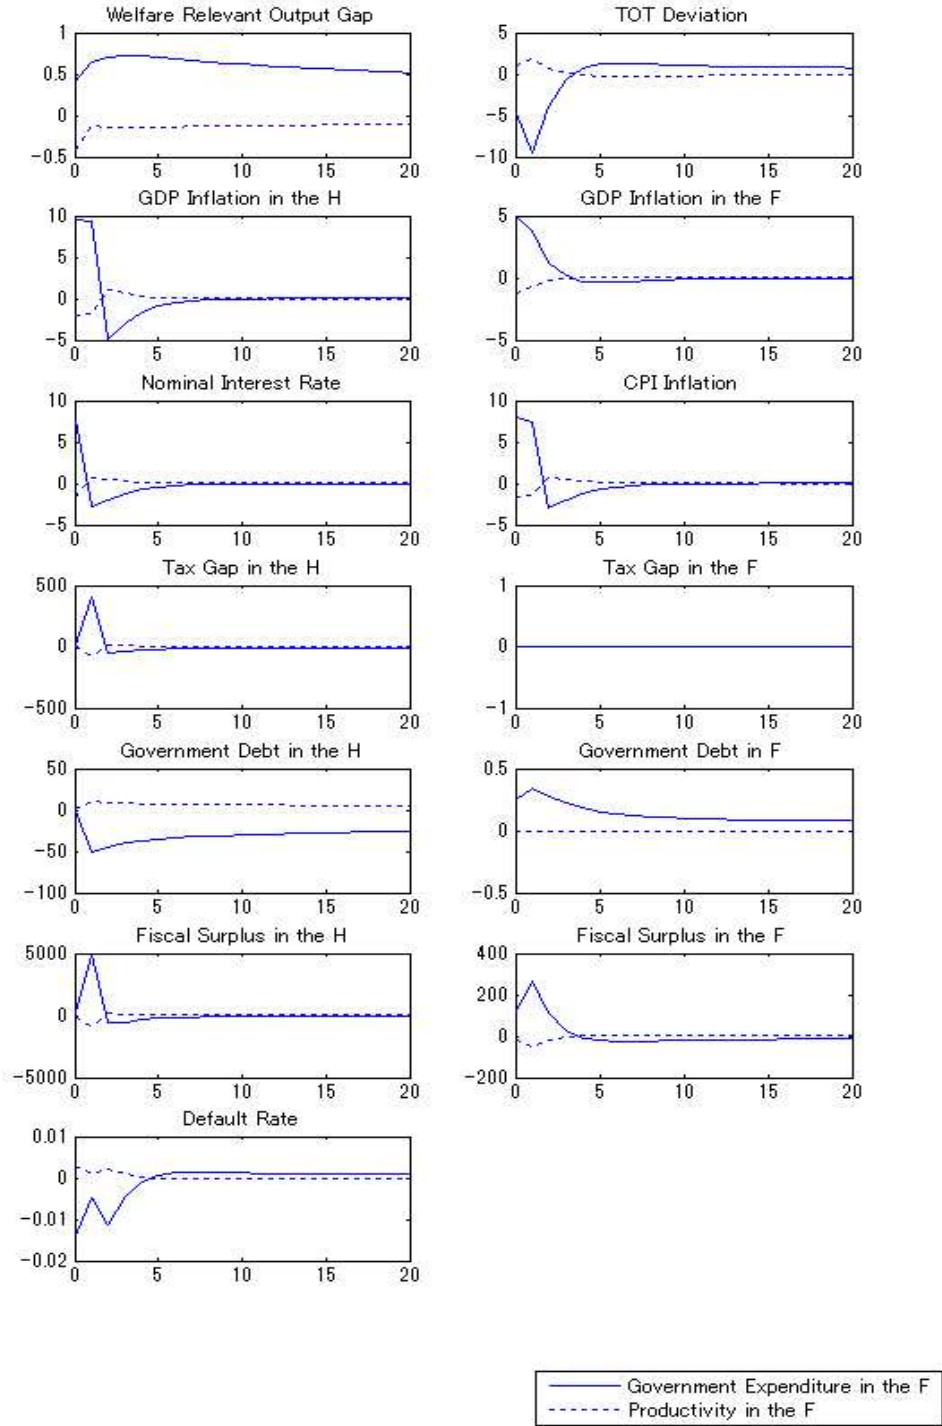 Welfare Relevant Output Gap
1
0.5
0
-0.5
0 5 10 15 20
TOT Deviation
5
0
-5
-10
0 5 10 15 20
GDP Inflation in the H
10
5
0
-5
0 5 10 15 20
GDP Inflation in the F
5
0
-5
0 5 10 15 20
Nominal Interest Rate
10
5
0
-5
0 5 10 15 20
CPI Inflation
10
5
0
-5
0 5 10 15 20
Tax Gap in the H
500
0
-500
0 5 10 15 20
Tax Gap in the F
1
0
-1
0 5 10 15 20
Government Debt in the H
50
0
-50
-100
0 5 10 15 20
Government Debt in F
0.5
0
-0.5
0 5 10 15 20
Fiscal Surplus in the H
5000
0
-5000
0 5 10 15 20
Fiscal Surplus in the F
400
200
0
-200
0 5 10 15 20
Default Rate
0.01
0
-0.01
-0.02
0 5 10 15 20
Government Expenditure in the F
Productivity in the F